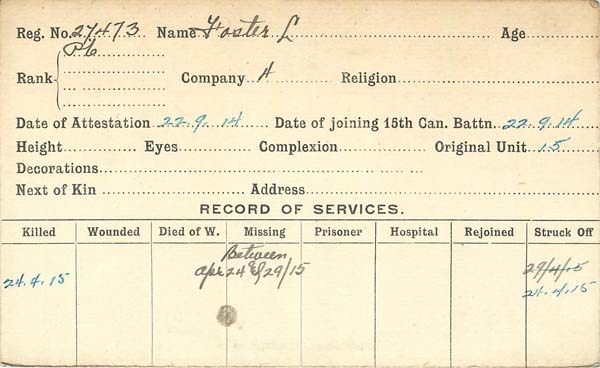 Reg. No. 27473 Name Foster L Age
Rank Pte
Company A Religion
Date of Attestation 22.9.14 Date of joining 15th Can. Battn. 22.9.14
Height Eyes Complexion Original Unit 15
Decorations
Next of Kin Address
RECORD OF SERVICES.
Killed Wounded Died of W. Missing Prisoner Hospital Rejoined Struck Off
Between
24.4.15 Apr 24 & 29/15 29/4/15
24.4.15